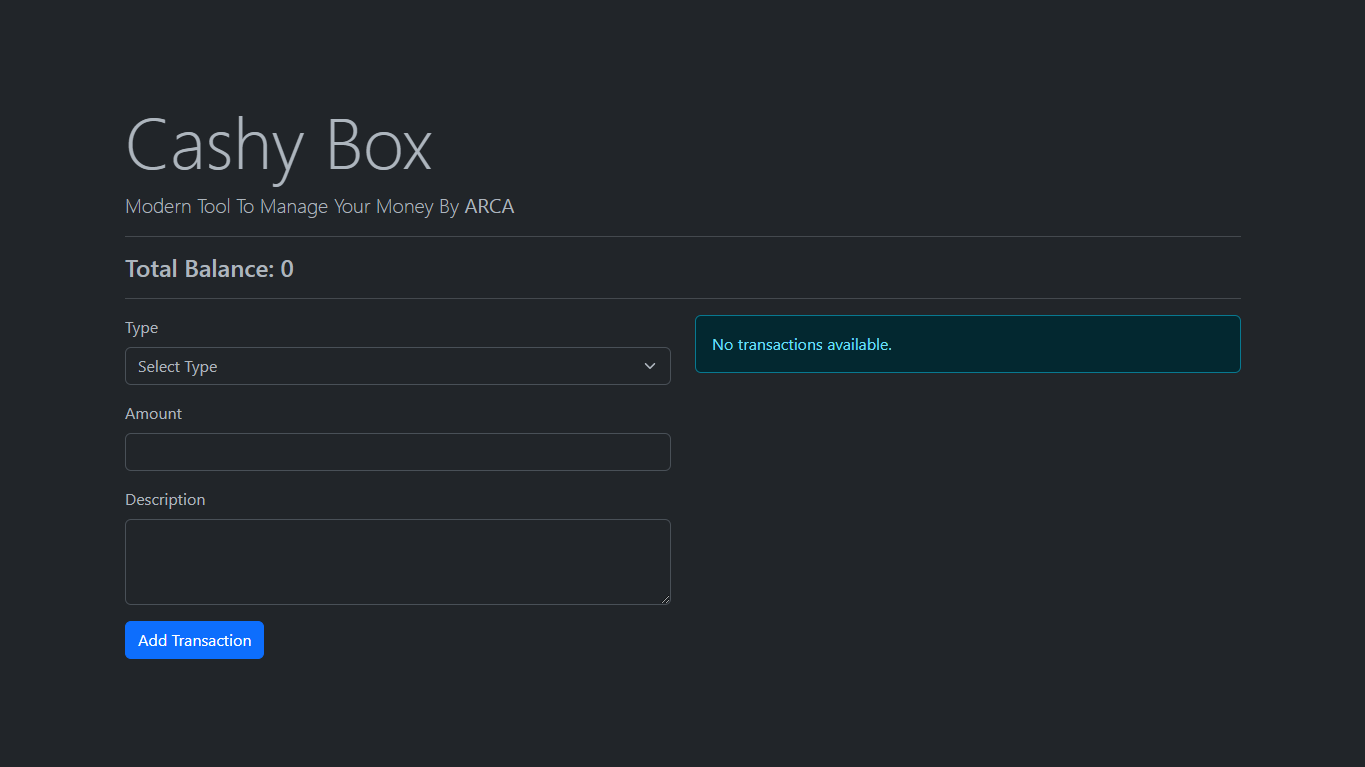 Cashy Box
Modern Tool To Manage Your Money By ARCA
Total Balance: 0
Type
Select Type
Amount
Description
Add Transaction
No transactions available.